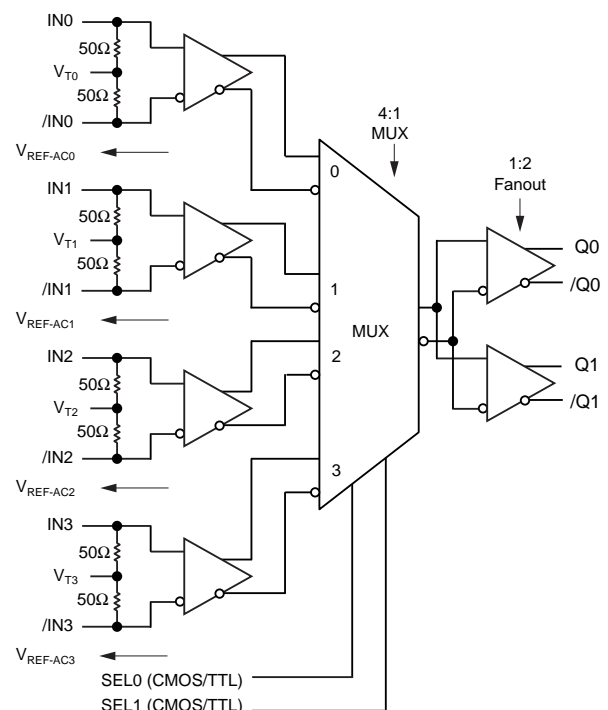 IN0
50Ω
VT0
50Ω
/IN0
VREF-AC0
IN1
50Ω
VT1
50Ω
/IN1
VREF-AC1
IN2
50Ω
VT2
50Ω
/IN2
VREF-AC2
IN3
50Ω
VT3
50Ω
/IN3
VREF-AC3
4:1
MUX
0
1
MUX
2
3
1:2
Fanout
Q0
/Q0
Q1
/Q1
SEL0 (CMOS/TTL)
SEL1 (CMOS/TTL)